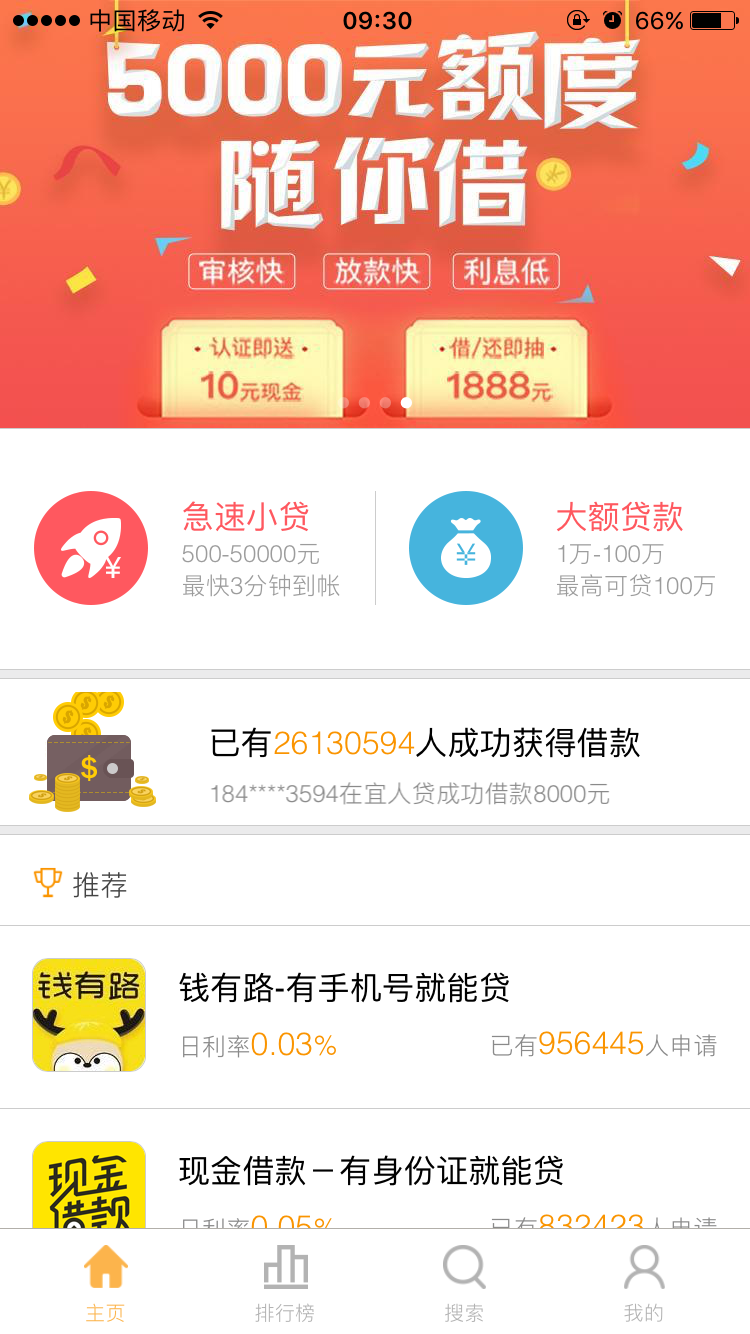 中国移动 09:30 66%
5000元额度
随你借
审核快 放款快 利息低
·认证即送· ·借/还即抽·
10元现金 1888元
急速小贷 大额贷款
500-50000元 1万-100万
最快3分钟到帐 最高可贷100万
已有26130594人成功获得借款
184****3594在宜人贷成功借款8000元
推荐
钱有路 钱有路-有手机号就能贷
日利率0.03% 已有956445人申请
现金 现金借款－有身份证就能贷
借款 日利率0.05% 已有832423人申请
主页 排行榜 搜索 我的